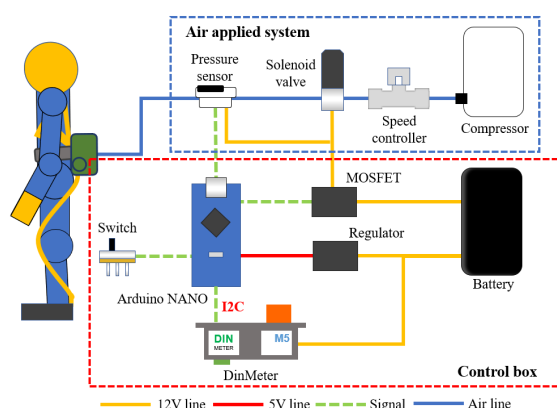 Air applied system
Pressure
sensor
Solenoid
valve
Speed
controller
Compressor
MOSFET
Switch
Regulator
Arduino NANO
I2C
Battery
DIN
METER
M5
DinMeter
Control box
12V line
5V line
Signal
Air line